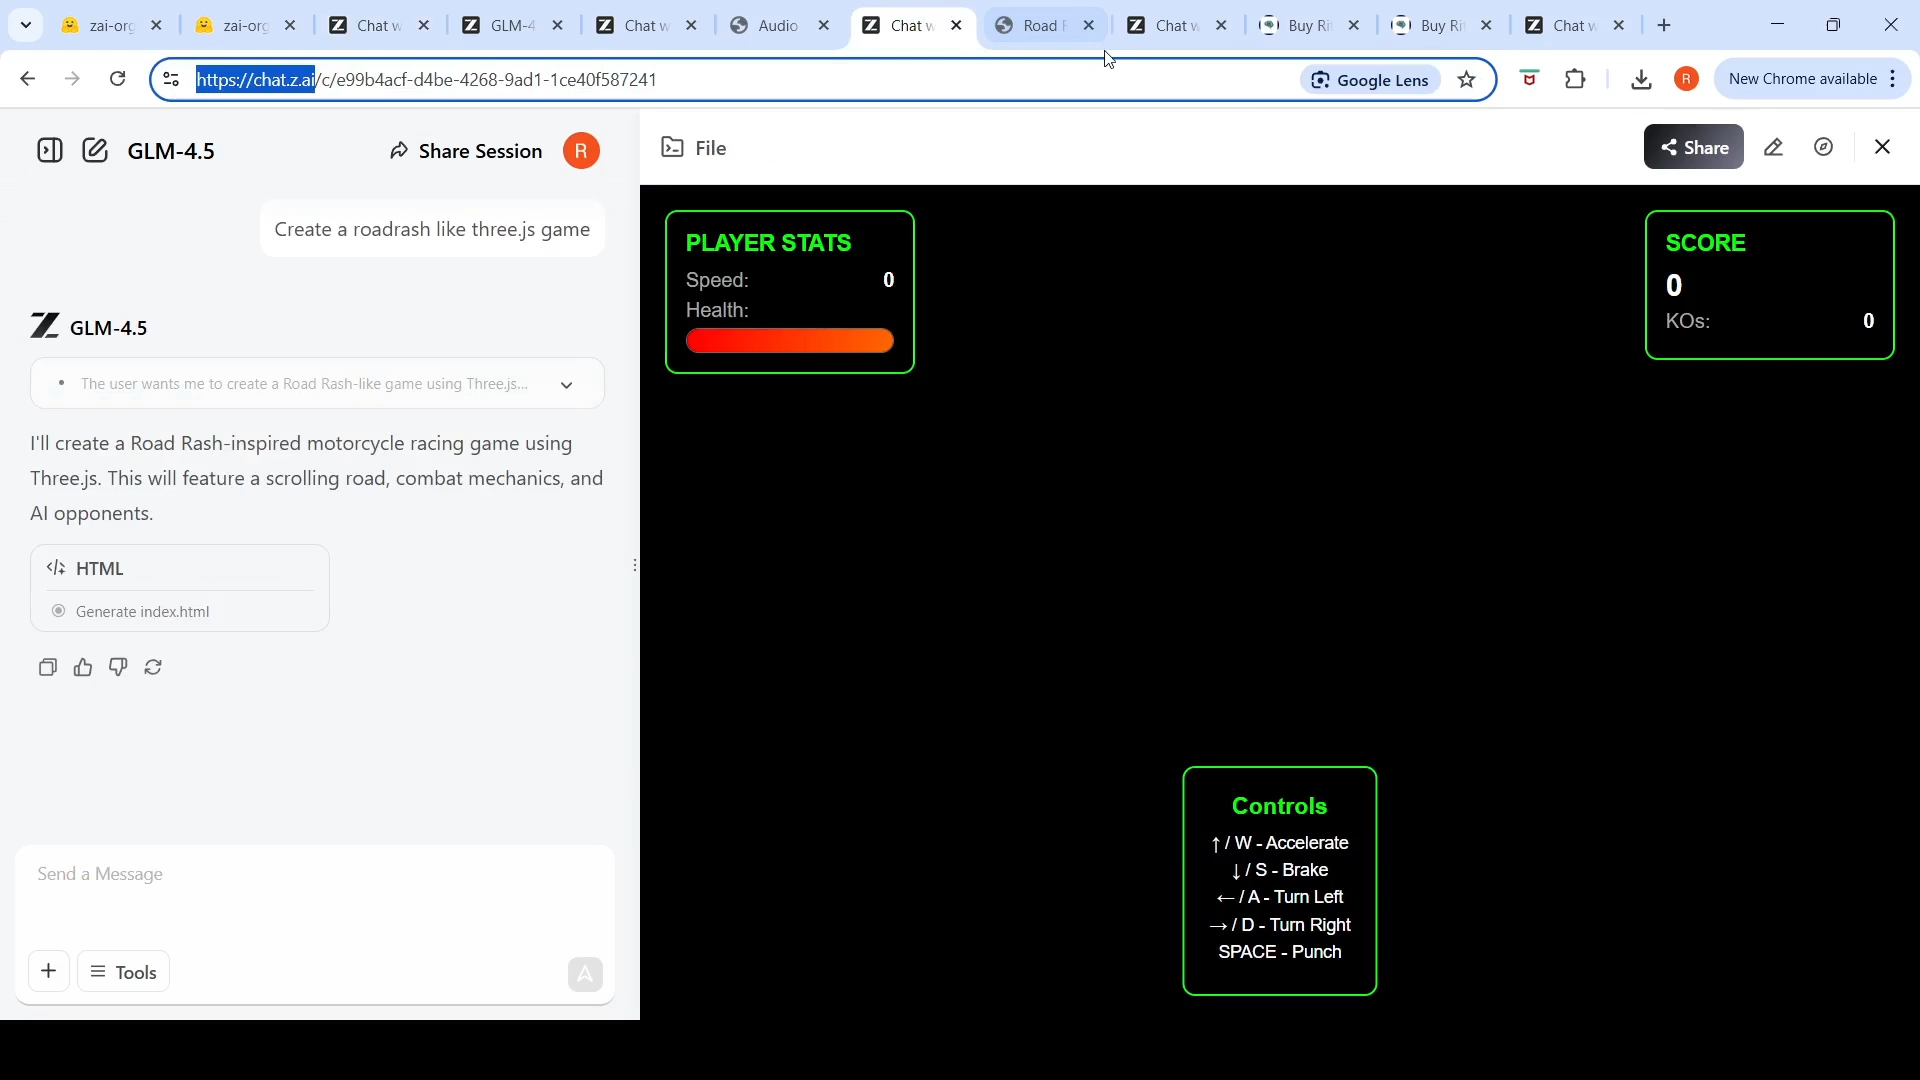 zai-org
zai-org
Chat w
GLM-4
Chat w
Audio
Chat w
Road
Chat w
Buy Ri
Buy Ri
Chat w
https://chat.z.ai/c/e99b4acf-d4be-4268-9ad1-1ce40f587241
Google Lens
R
New Chrome available
GLM-4.5
Share Session
R
File
Share
Create a roadrash like three.js game
GLM-4.5
The user wants me to create a Road Rash-like game using Three.js...
I'll create a Road Rash-inspired motorcycle racing game using
Three.js. This will feature a scrolling road, combat mechanics, and
AI opponents.
HTML
Generate index.html
Send a Message
Tools
PLAYER STATS
Speed: 0
Health:
SCORE
0
KOs: 0
Controls
↑ / W - Accelerate
↓ / S - Brake
← / A - Turn Left
→ / D - Turn Right
SPACE - Punch